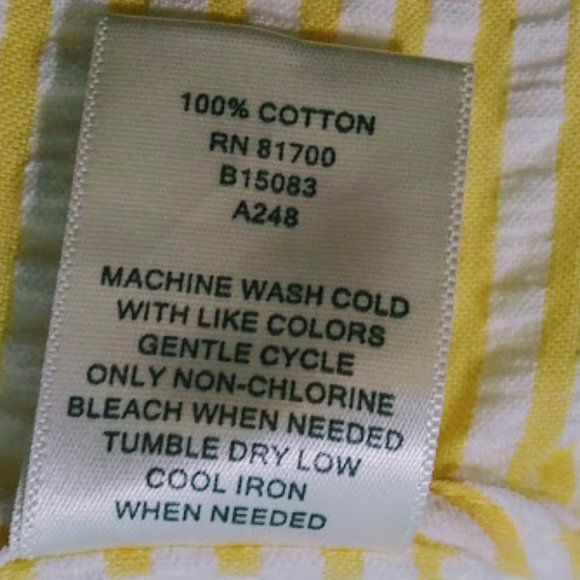 100% COTTON
RN 81700
B15083
A248
MACHINE WASH COLD
WITH LIKE COLORS
GENTLE CYCLE
ONLY NON-CHLORINE
BLEACH WHEN NEEDED
TUMBLE DRY LOW
COOL IRON
WHEN NEEDED